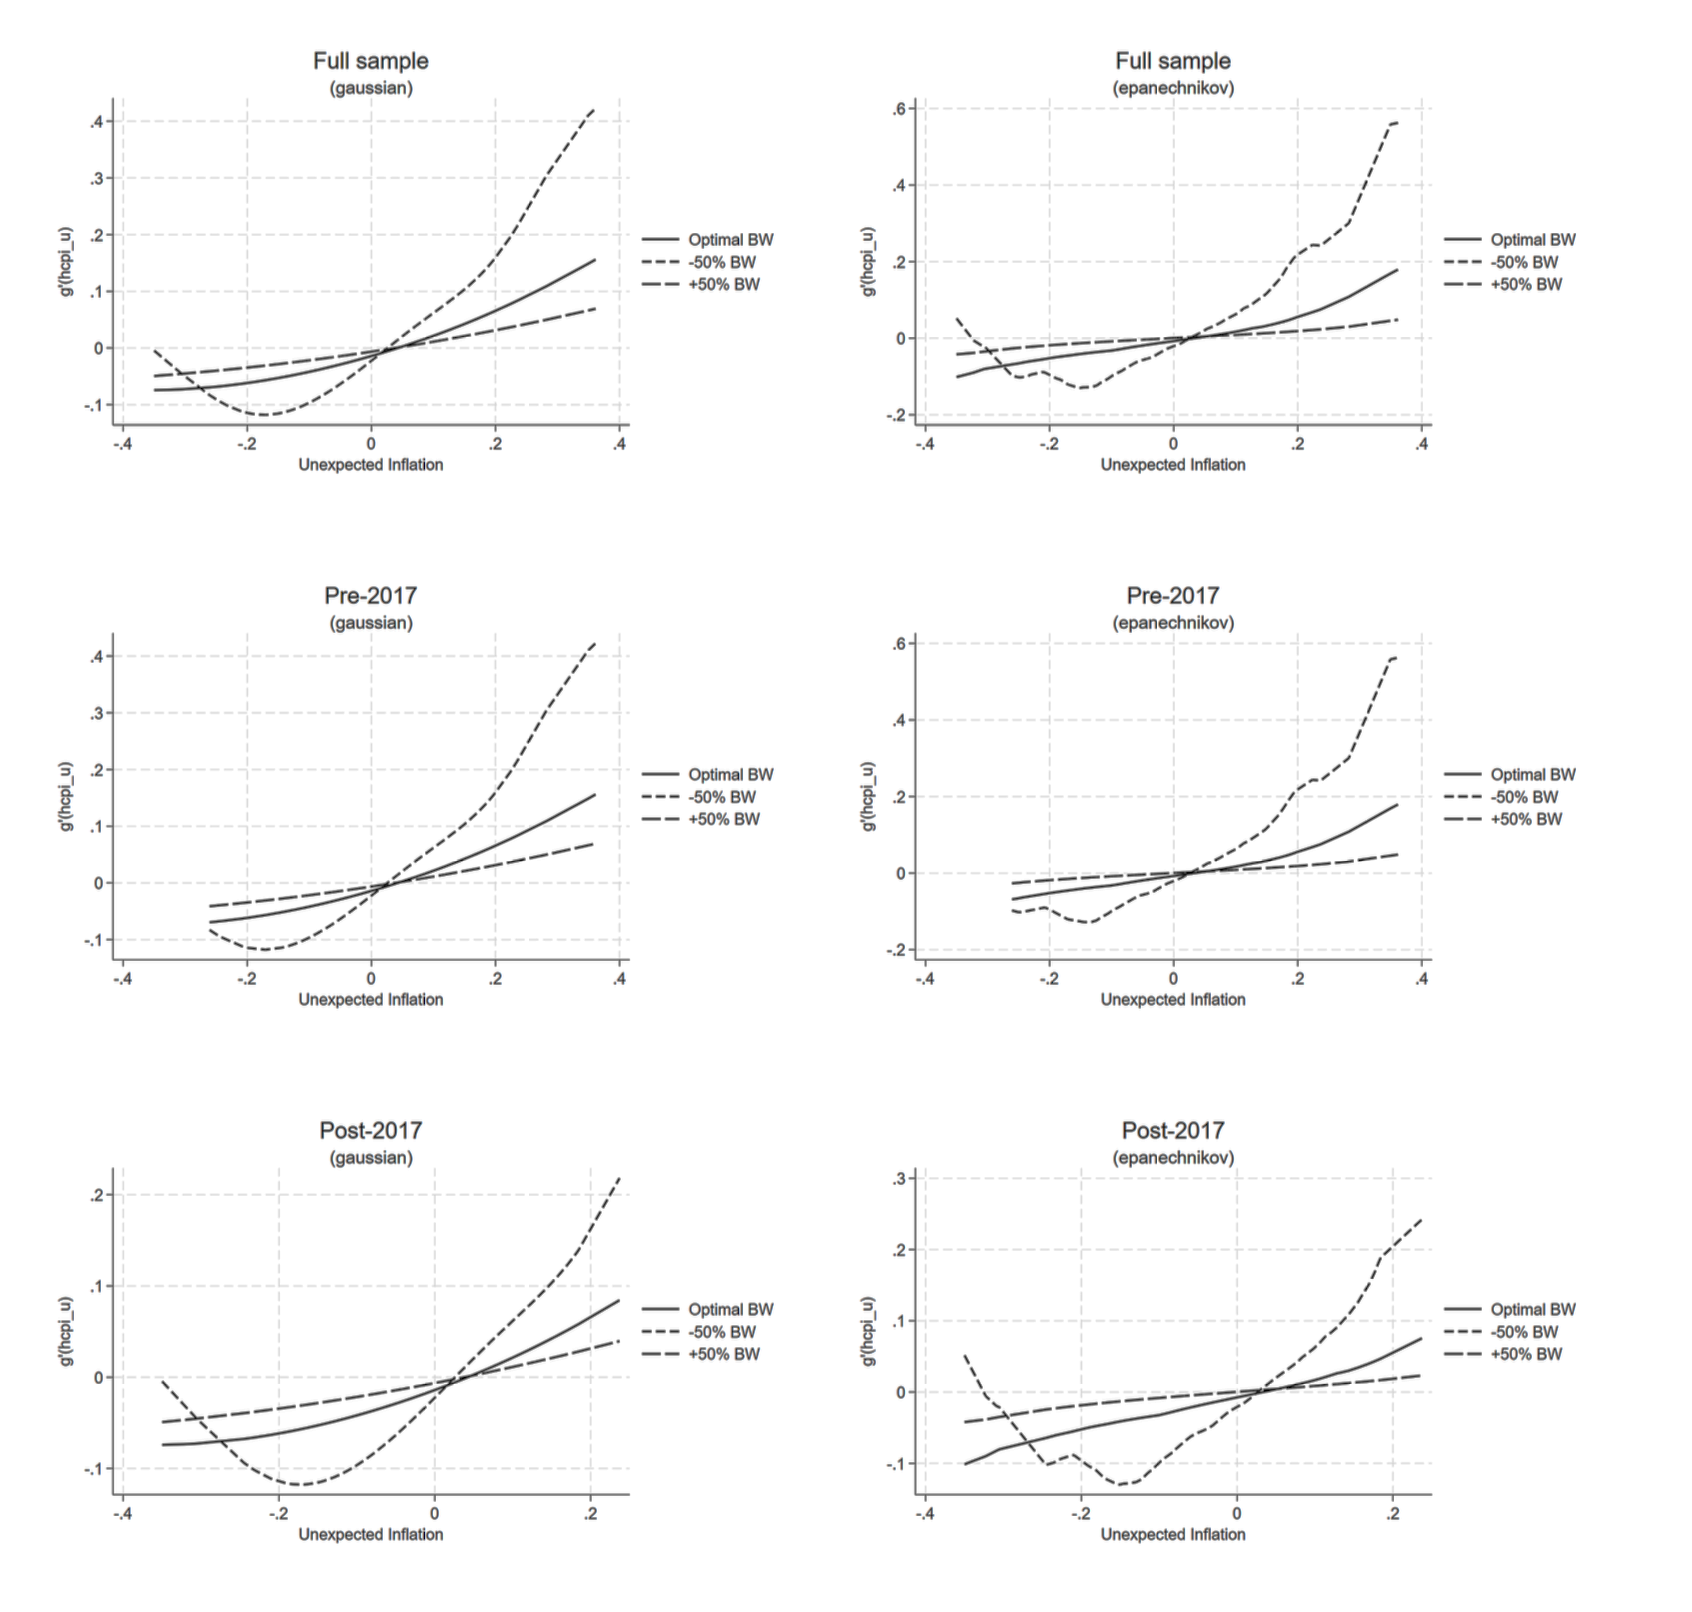 Full sample
(gaussian)
g'(hcpi_u)
.4
.3
.2
.1
0
-.1
-.4
-.2
0
.2
.4
Unexpected Inflation
Optimal BW
-50% BW
+50% BW
Full sample
(epanechnikov)
g'(hcpi_u)
.6
.4
.2
0
-.2
-.4
-.2
0
.2
.4
Unexpected Inflation
Optimal BW
-50% BW
+50% BW
Pre-2017
(gaussian)
g'(hcpi_u)
.4
.3
.2
.1
0
-.1
-.4
-.2
0
.2
.4
Unexpected Inflation
Optimal BW
-50% BW
+50% BW
Pre-2017
(epanechnikov)
g'(hcpi_u)
.6
.4
.2
0
-.2
-.4
-.2
0
.2
.4
Unexpected Inflation
Optimal BW
-50% BW
+50% BW
Post-2017
(gaussian)
g'(hcpi_u)
.2
.1
0
-.1
-.4
-.2
0
.2
Unexpected Inflation
Optimal BW
-50% BW
+50% BW
Post-2017
(epanechnikov)
g'(hcpi_u)
.3
.2
.1
0
-.1
-.4
-.2
0
.2
Unexpected Inflation
Optimal BW
-50% BW
+50% BW